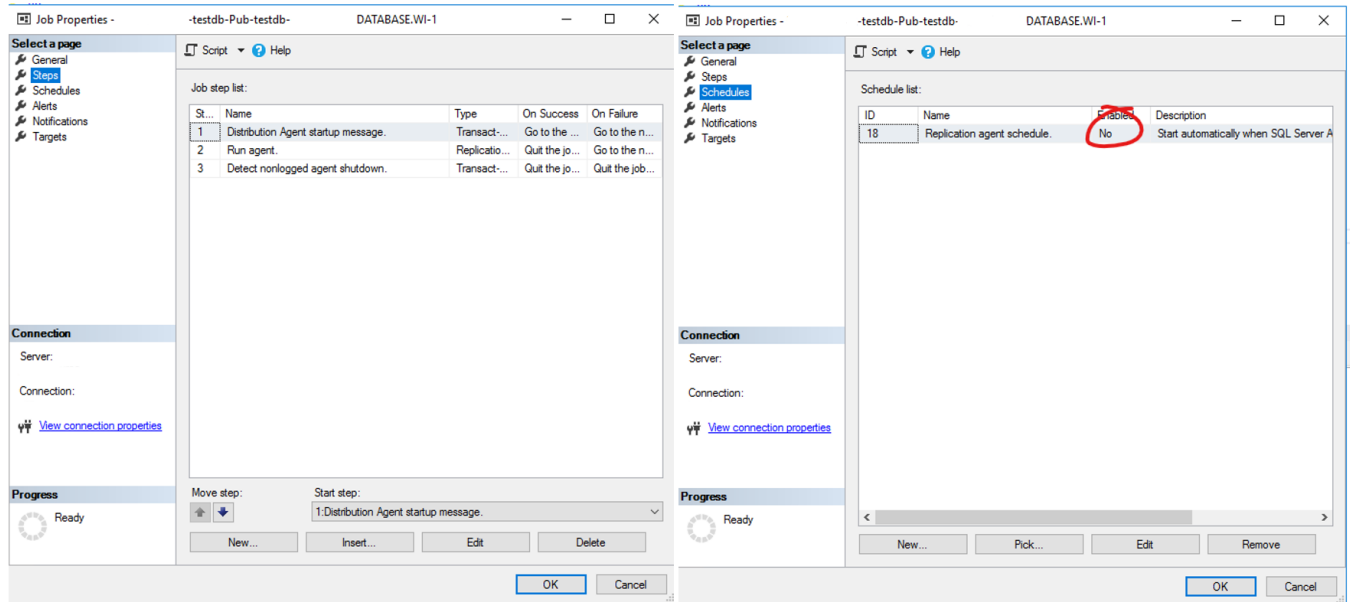 Job Properties - -testdb-Pub-testdb- DATABASE.WI-1
Select a page
General
Steps
Schedules
Alerts
Notifications
Targets
Script Help
Job step list:
St... Name Type On Success On Failure
1 Distribution Agent startup message. Transact-... Go to the ... Go to the n...
2 Run agent. Replicatio... Quit the jo... Go to the n...
3 Detect nonlogged agent shutdown. Transact-... Quit the jo... Quit the job...
Connection
Server:
Connection:
View connection properties
Progress
Ready
Move step: Start step:
1:Distribution Agent startup message.
New... Insert... Edit Delete
OK Cancel
Job Properties - -testdb-Pub-testdb- DATABASE.WI-1
Select a page
General
Steps
Schedules
Alerts
Notifications
Targets
Script Help
Schedule list:
ID Name Enabled Description
18 Replication agent schedule. No Start automatically when SQL Server A
Connection
Server:
Connection:
View connection properties
Progress
Ready
New... Pick... Edit Remove
OK Cancel